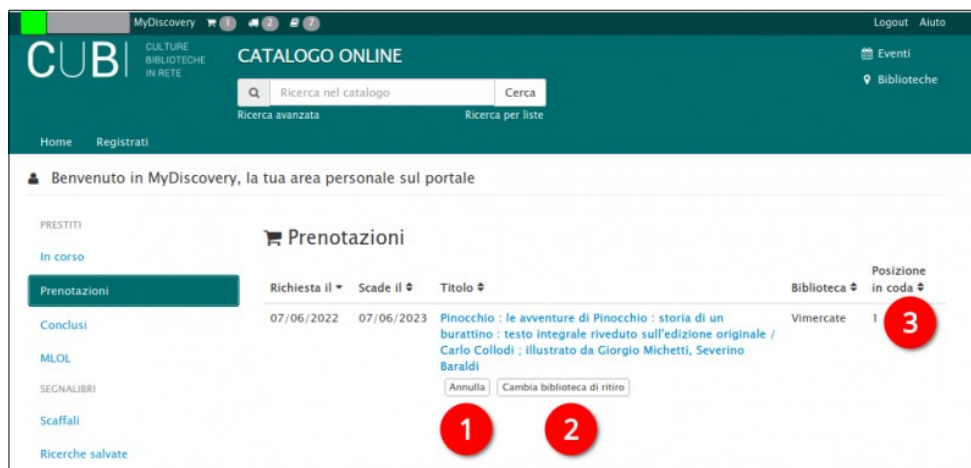 MyDiscovery 1 2 7 Logout Aiuto
CUBI CULTURE
BIBLIOTECHE
IN RETE
CATALOGO ONLINE
Eventi
Biblioteche
Ricerca nel catalogo Cerca
Ricerca avanzata Ricerca per liste
Home Registrati
Benvenuto in MyDiscovery, la tua area personale sul portale
PRESTITI
In corso
Prenotazioni
Conclusi
MLOL
SEGNALIBRI
Scaffali
Ricerche salvate
Prenotazioni
Richiesta il Scade il Titolo Biblioteca Posizione
in coda
07/06/2022 07/06/2023 Pinocchio : le avventure di Pinocchio : storia di un Vimercate 1 3
burattino : testo integrale riveduto sull'edizione originale /
Carlo Collodi ; illustrato da Giorgio Michetti, Severino
Baraldi
Annulla Cambia biblioteca di ritiro
1 2